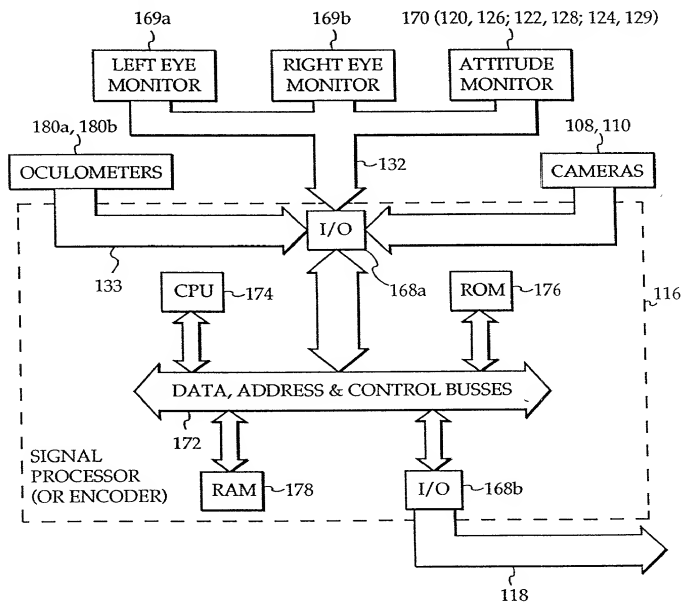 169a
169b
170 (120, 126; 122, 128; 124, 129)
LEFT EYE
MONITOR
RIGHT EYE
MONITOR
ATTITUDE
MONITOR
180a, 180b
108, 110
OCULOMETERS
132
CAMERAS
I/O
133
CPU
174
168a
ROM
176
116
DATA, ADDRESS & CONTROL BUSSES
172
SIGNAL
PROCESSOR
(OR ENCODER)
RAM
178
I/O
168b
118